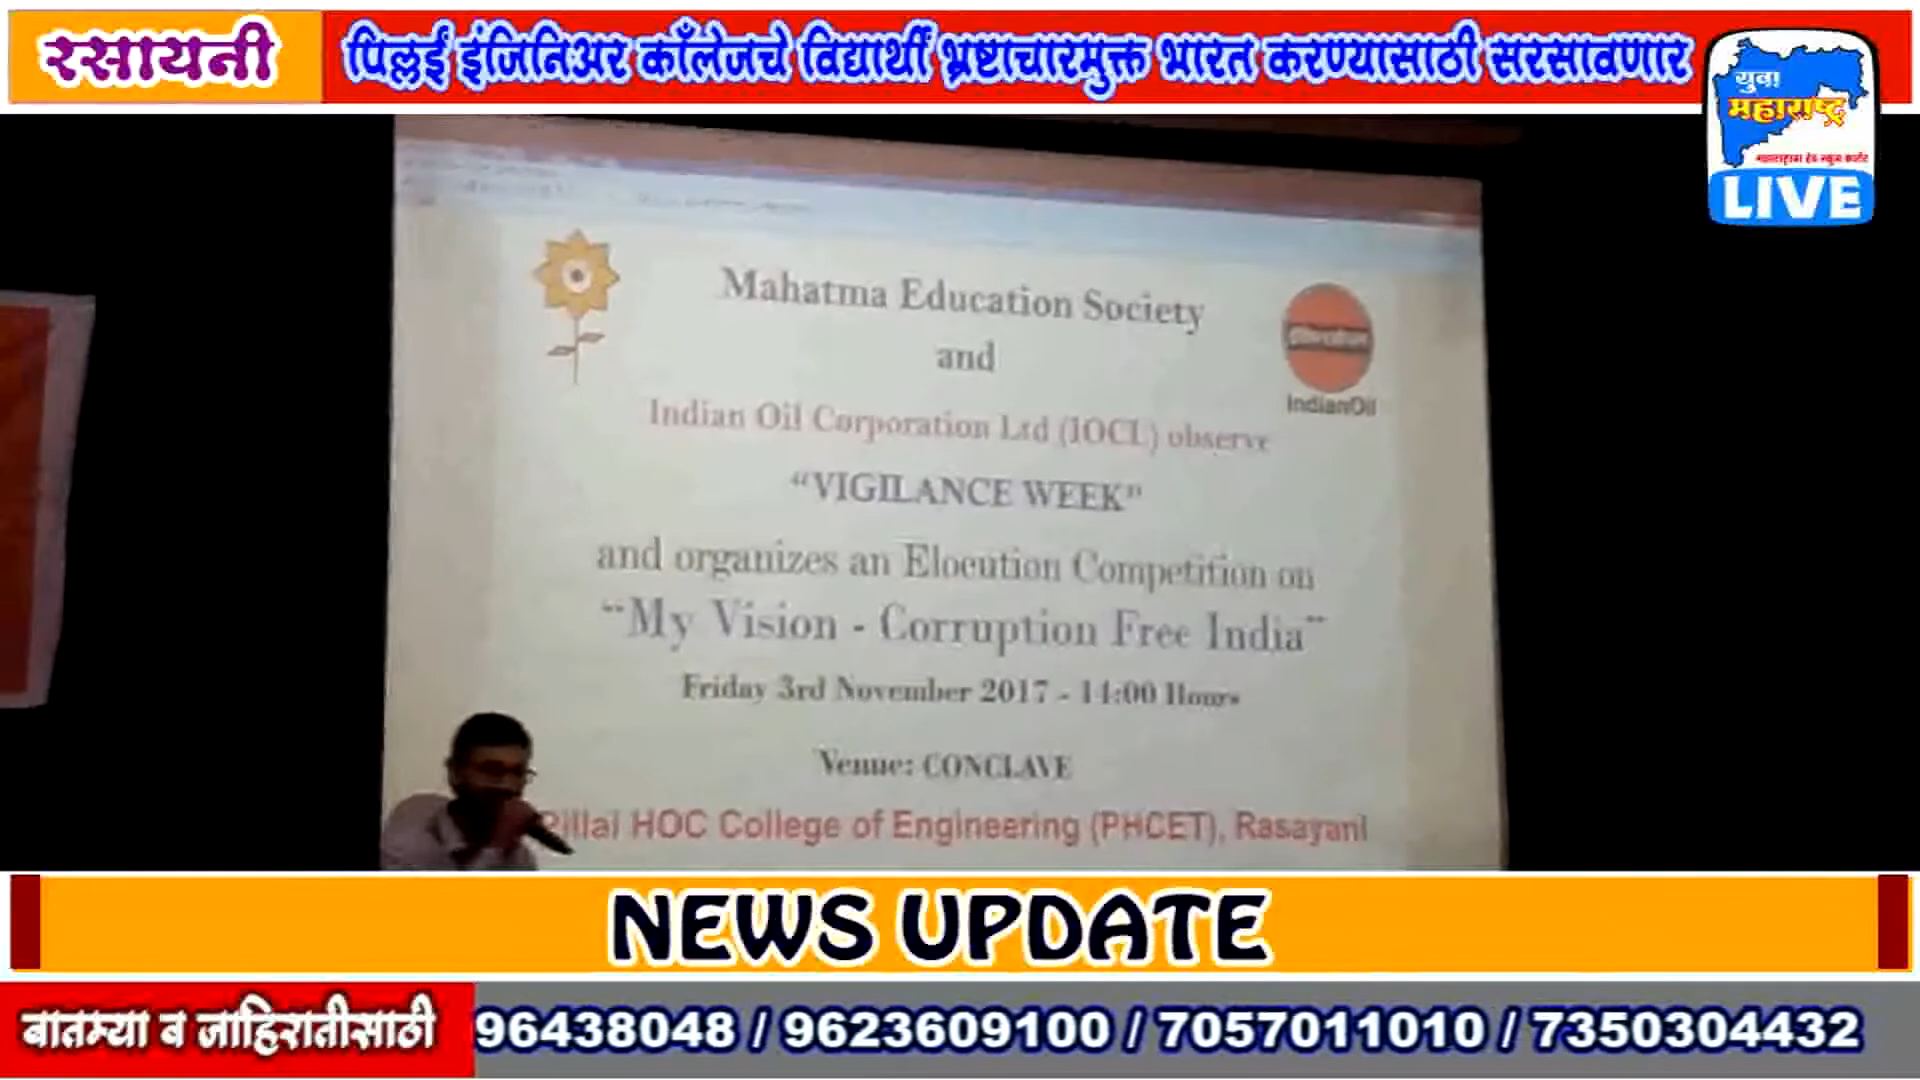 रसायनी
पिल्लई इंजिनिअर कॉलेजचे विद्यार्थी भ्रष्टाचारमुक्त भारत करण्यासाठी सरसावणार
युवा
महाराष्ट्र
LIVE
Mahatma Education Society
and
Indian Oil Corporation Ltd (IOCL) observe
IndianOil
“VIGILANCE WEEK”
and organizes an Elocution Competition on
“My Vision - Corruption Free India”
Friday 3rd November 2017 - 14:00 Hours
Venue: CONCLAVE
Pillai HOC College of Engineering (PHCET), Rasayani
NEWS UPDATE
बातम्या व जाहिरातीसाठी
96438048 / 9623609100 / 7057011010 / 7350304432